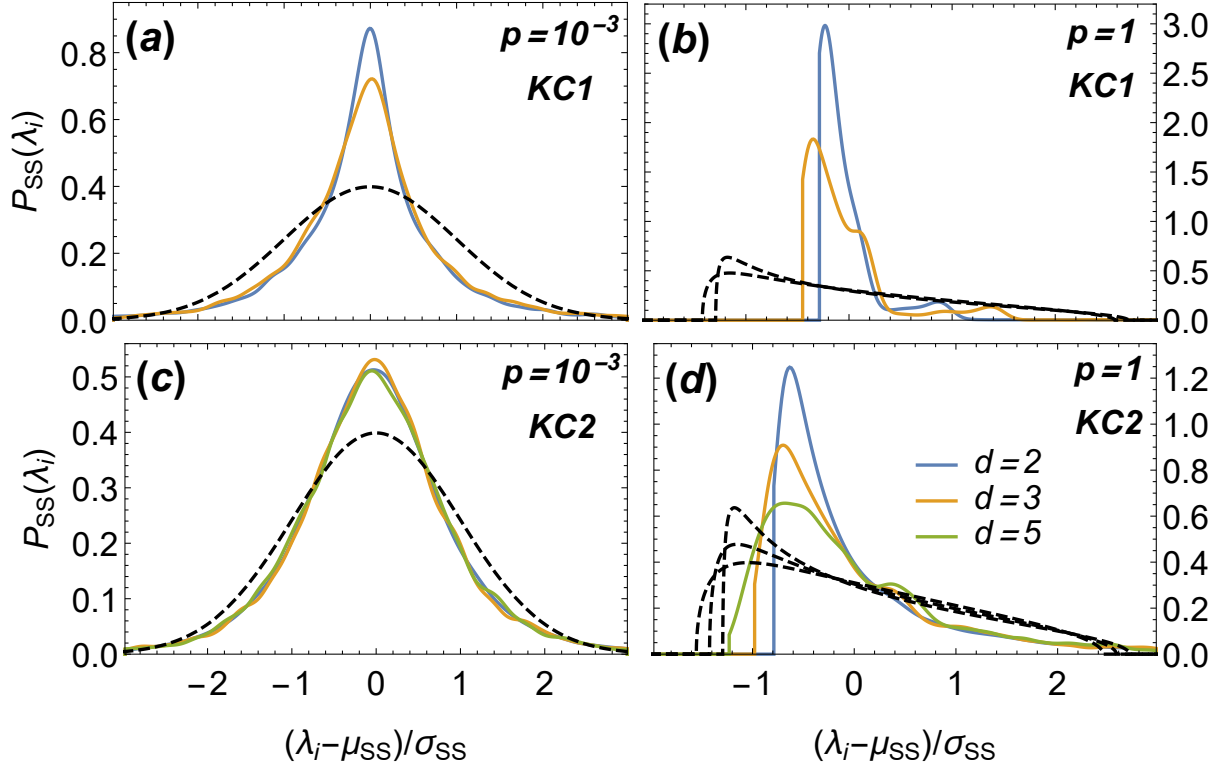 (a) p=10⁻³ KC1
P_SS(λ_i)
0.8
0.6
0.4
0.2
0.0
(b) p=1 KC1
3.0
2.5
2.0
1.5
1.0
0.5
0.0
(c) p=10⁻³ KC2
P_SS(λ_i)
0.5
0.4
0.3
0.2
0.1
0.0
−2 −1 0 1 2
(λ_i−μ_SS)/σ_SS
(d) p=1 KC2
d=2
d=3
d=5
1.2
1.0
0.8
0.6
0.4
0.2
0.0
−1 0 1 2
(λ_i−μ_SS)/σ_SS